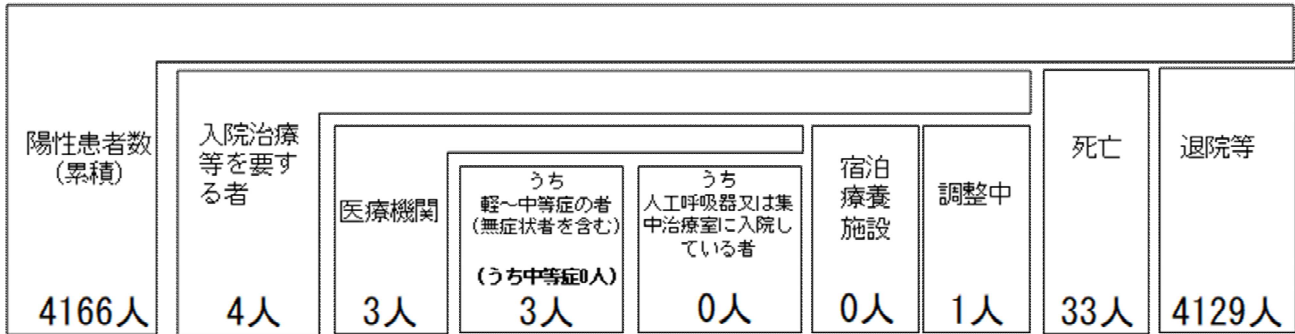 陽性患者数
(累積)
4166人
入院治療
等を要す
る者
4人
医療機関
3人
うち
軽～中等症の者
(無症状者を含む)
(うち中等症0人)
3人
うち
人工呼吸器又は集
中治療室に入院し
ている者
0人
宿泊
療養
施設
0人
調整中
1人
死亡
33人
退院等
4129人